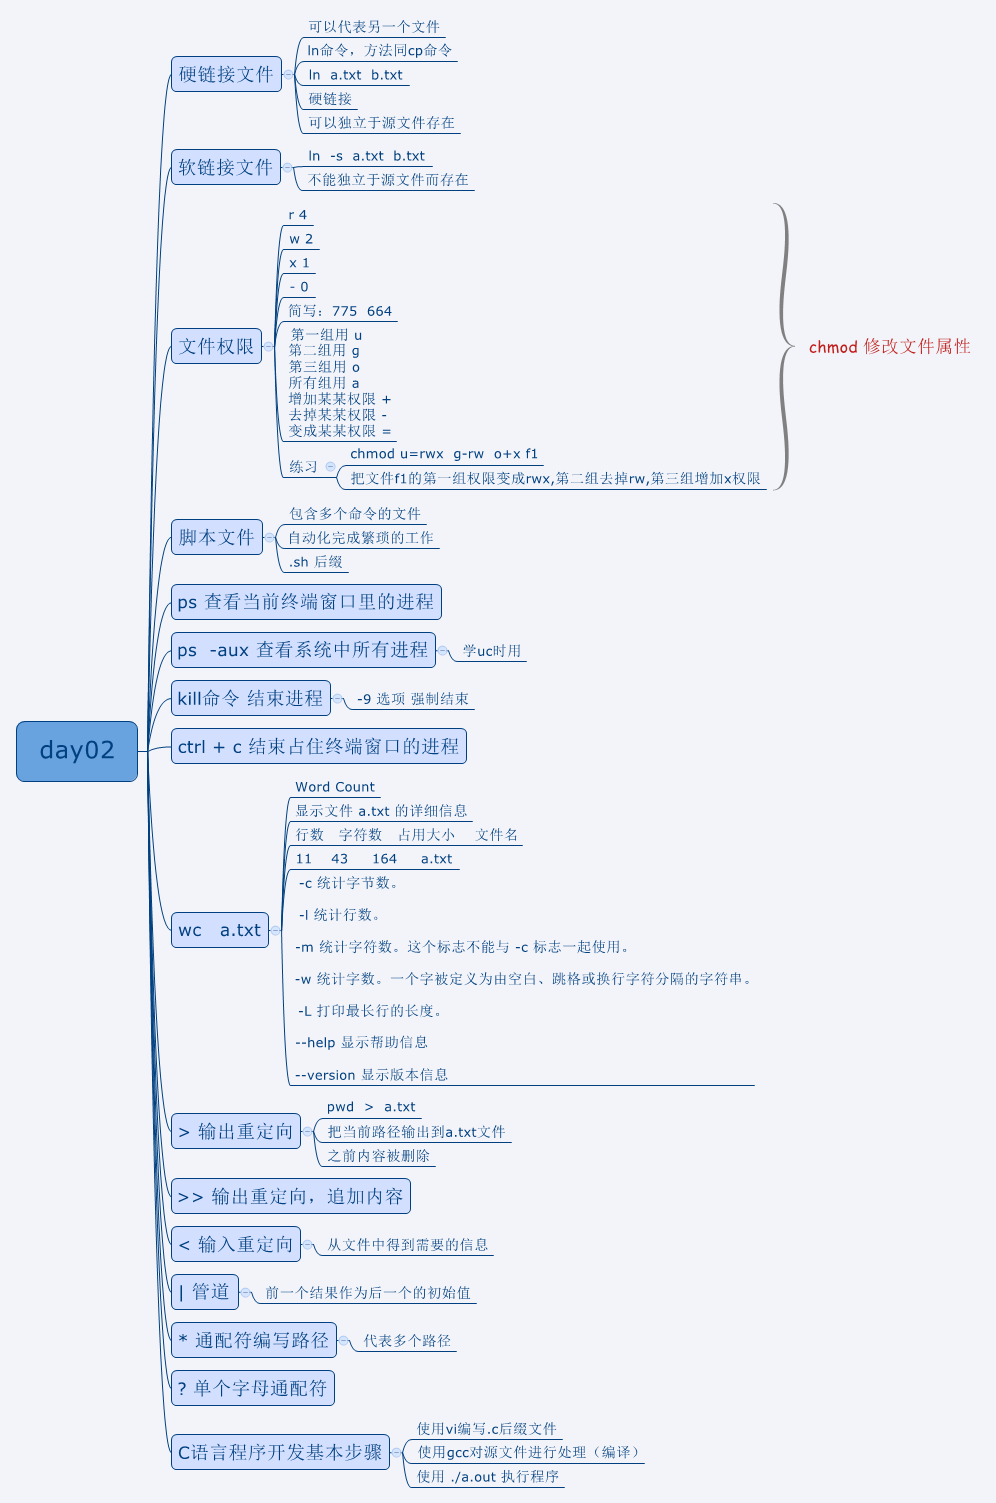 day02
硬链接文件
可以代表另一个文件
ln命令，方法同cp命令
ln  a.txt  b.txt
硬链接
可以独立于源文件存在
软链接文件
ln  -s  a.txt  b.txt
不能独立于源文件而存在
文件权限
r 4
w 2
x 1
- 0
简写：775  664
第一组用 u
第二组用 g
第三组用 o
所有组用 a
增加某某权限 +
去掉某某权限 -
变成某某权限 =
练习
chmod u=rwx  g-rw  o+x f1
把文件f1的第一组权限变成rwx,第二组去掉rw,第三组增加x权限
chmod 修改文件属性
脚本文件
包含多个命令的文件
自动化完成繁琐的工作
.sh 后缀
ps 查看当前终端窗口里的进程
ps  -aux 查看系统中所有进程
学uc时用
kill命令 结束进程
-9 选项 强制结束
ctrl + c 结束占住终端窗口的进程
wc   a.txt
Word Count
显示文件 a.txt 的详细信息
行数   字符数   占用大小    文件名
11    43     164     a.txt
-c 统计字节数。
-l 统计行数。
-m 统计字符数。这个标志不能与 -c 标志一起使用。
-w 统计字数。一个字被定义为由空白、跳格或换行字符分隔的字符串。
-L 打印最长行的长度。
--help 显示帮助信息
--version 显示版本信息
> 输出重定向
pwd  >  a.txt
把当前路径输出到a.txt文件
之前内容被删除
>> 输出重定向，追加内容
< 输入重定向
从文件中得到需要的信息
| 管道
前一个结果作为后一个的初始值
* 通配符编写路径
代表多个路径
? 单个字母通配符
C语言程序开发基本步骤
使用vi编写.c后缀文件
使用gcc对源文件进行处理（编译）
使用 ./a.out 执行程序